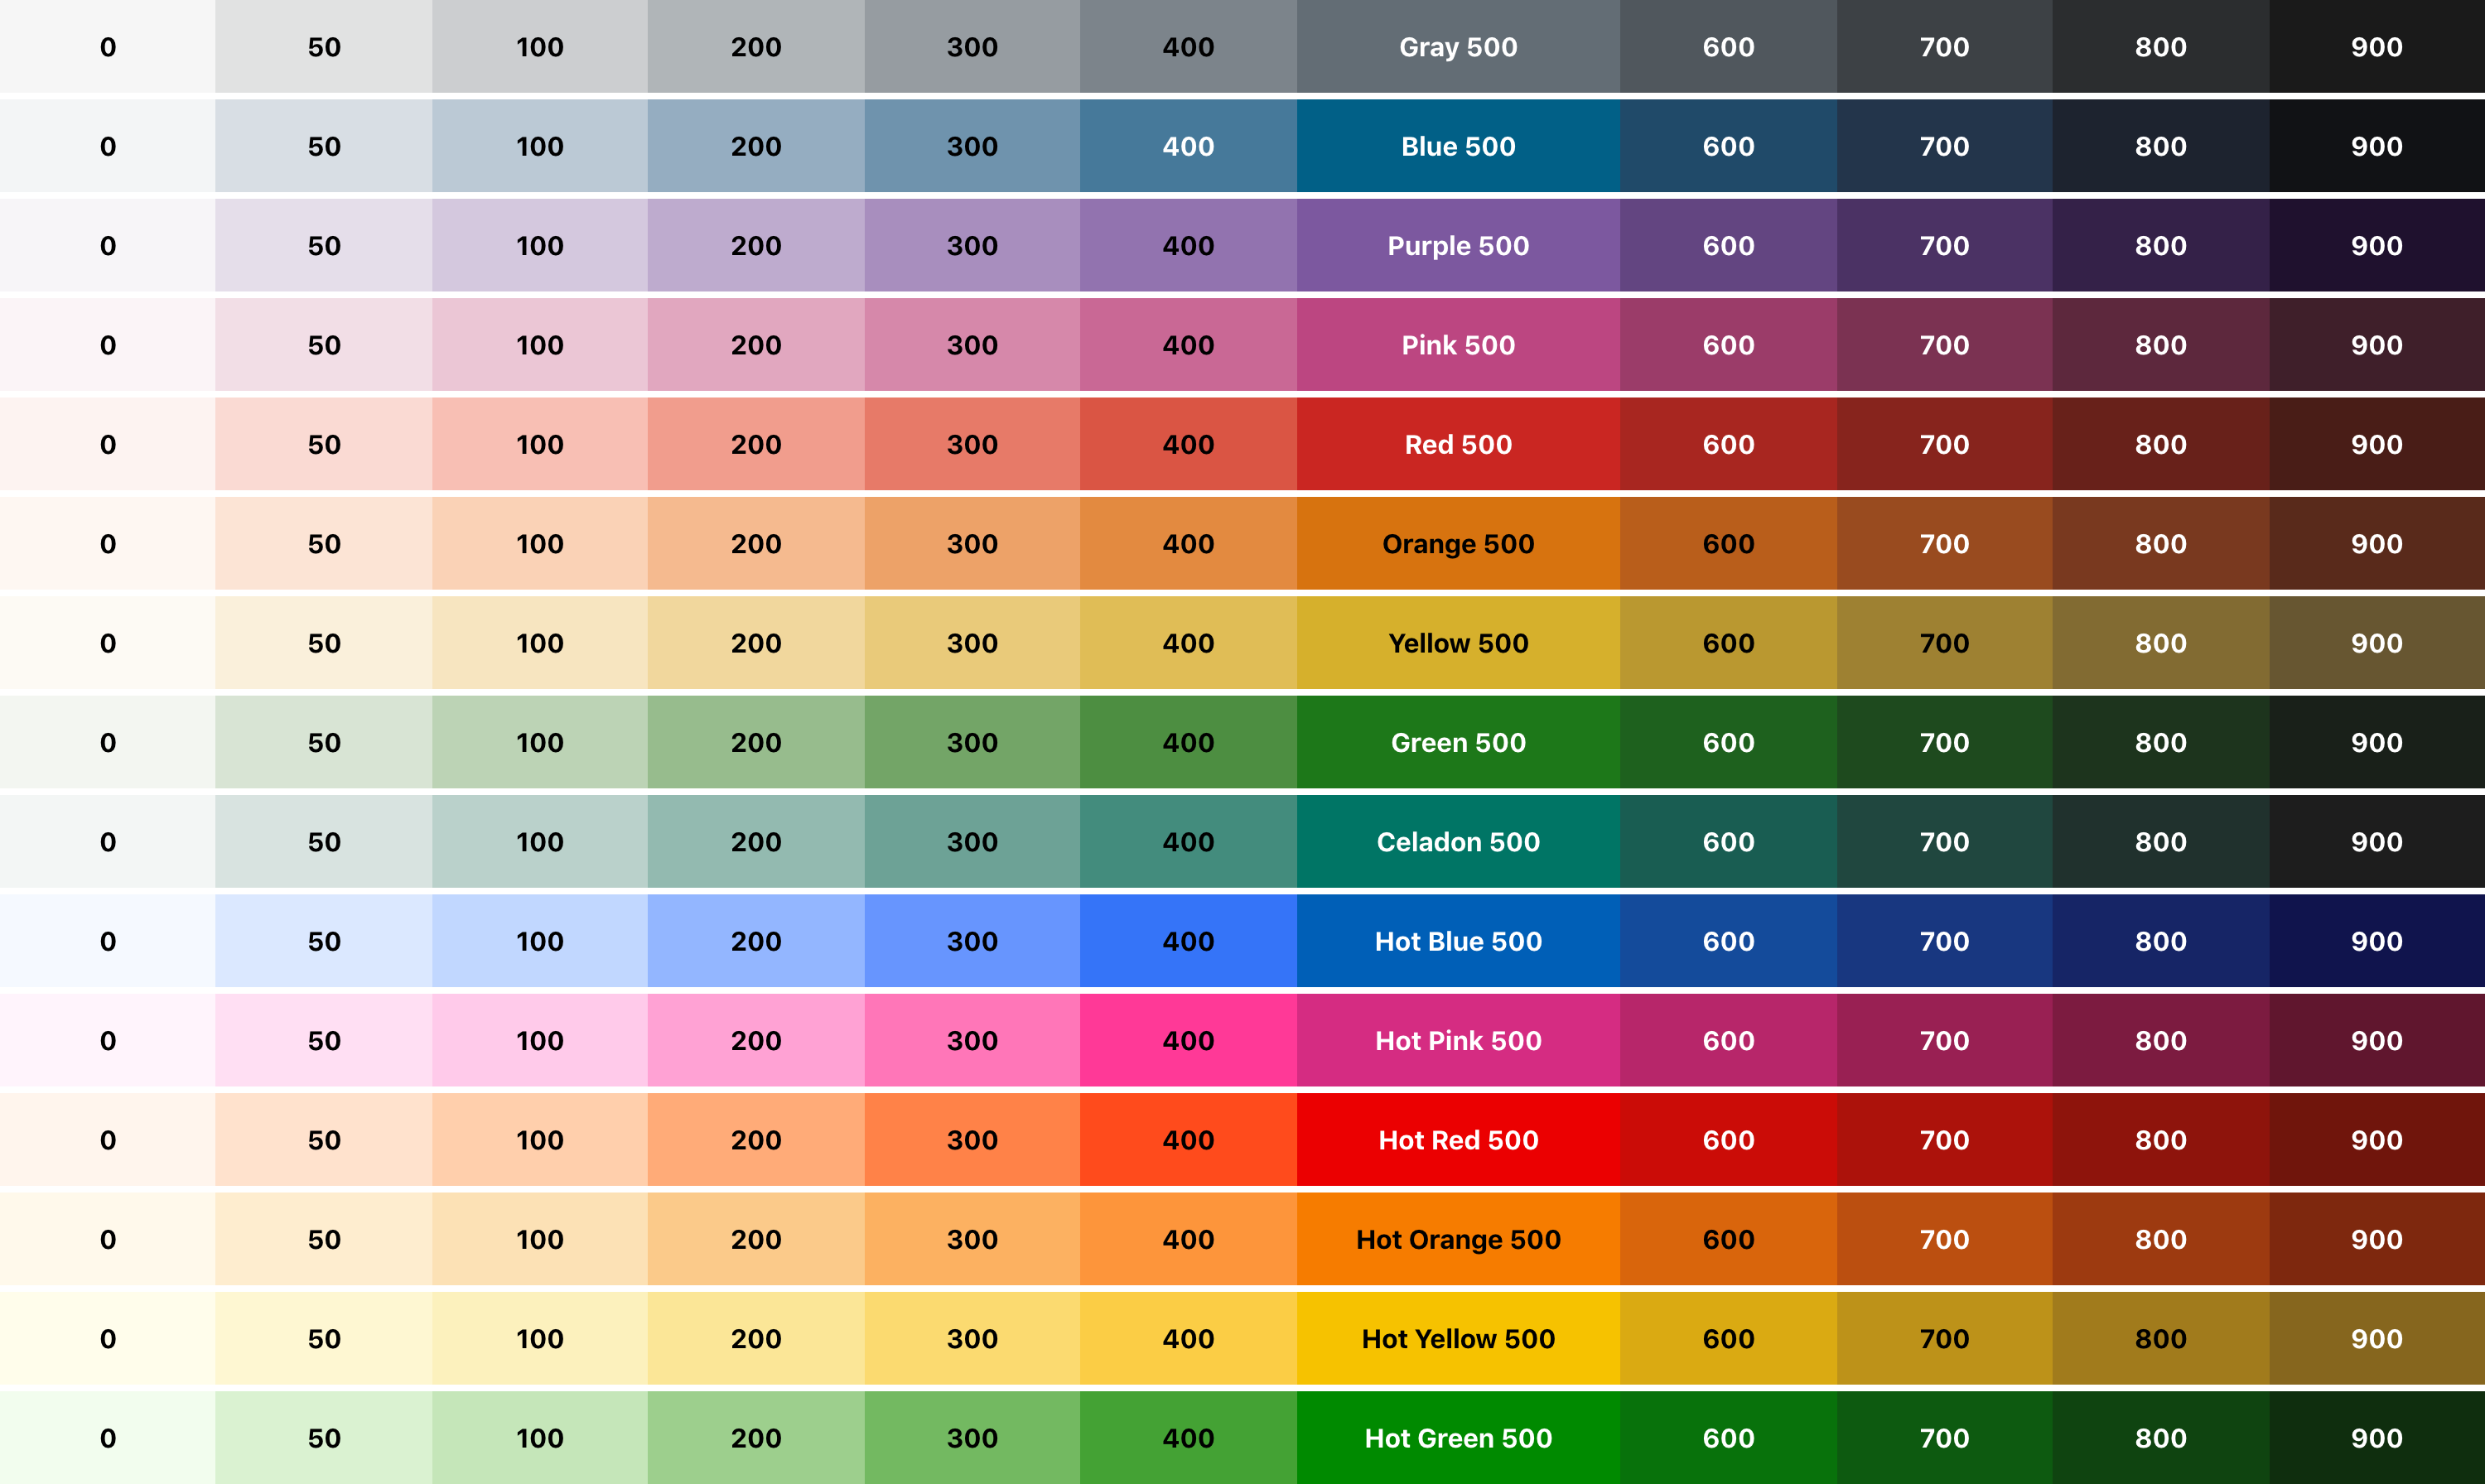 0 50 100 200 300 400 Gray 500 600 700 800 900
0 50 100 200 300 400 Blue 500 600 700 800 900
0 50 100 200 300 400 Purple 500 600 700 800 900
0 50 100 200 300 400 Pink 500 600 700 800 900
0 50 100 200 300 400 Red 500 600 700 800 900
0 50 100 200 300 400 Orange 500 600 700 800 900
0 50 100 200 300 400 Yellow 500 600 700 800 900
0 50 100 200 300 400 Green 500 600 700 800 900
0 50 100 200 300 400 Celadon 500 600 700 800 900
0 50 100 200 300 400 Hot Blue 500 600 700 800 900
0 50 100 200 300 400 Hot Pink 500 600 700 800 900
0 50 100 200 300 400 Hot Red 500 600 700 800 900
0 50 100 200 300 400 Hot Orange 500 600 700 800 900
0 50 100 200 300 400 Hot Yellow 500 600 700 800 900
0 50 100 200 300 400 Hot Green 500 600 700 800 900